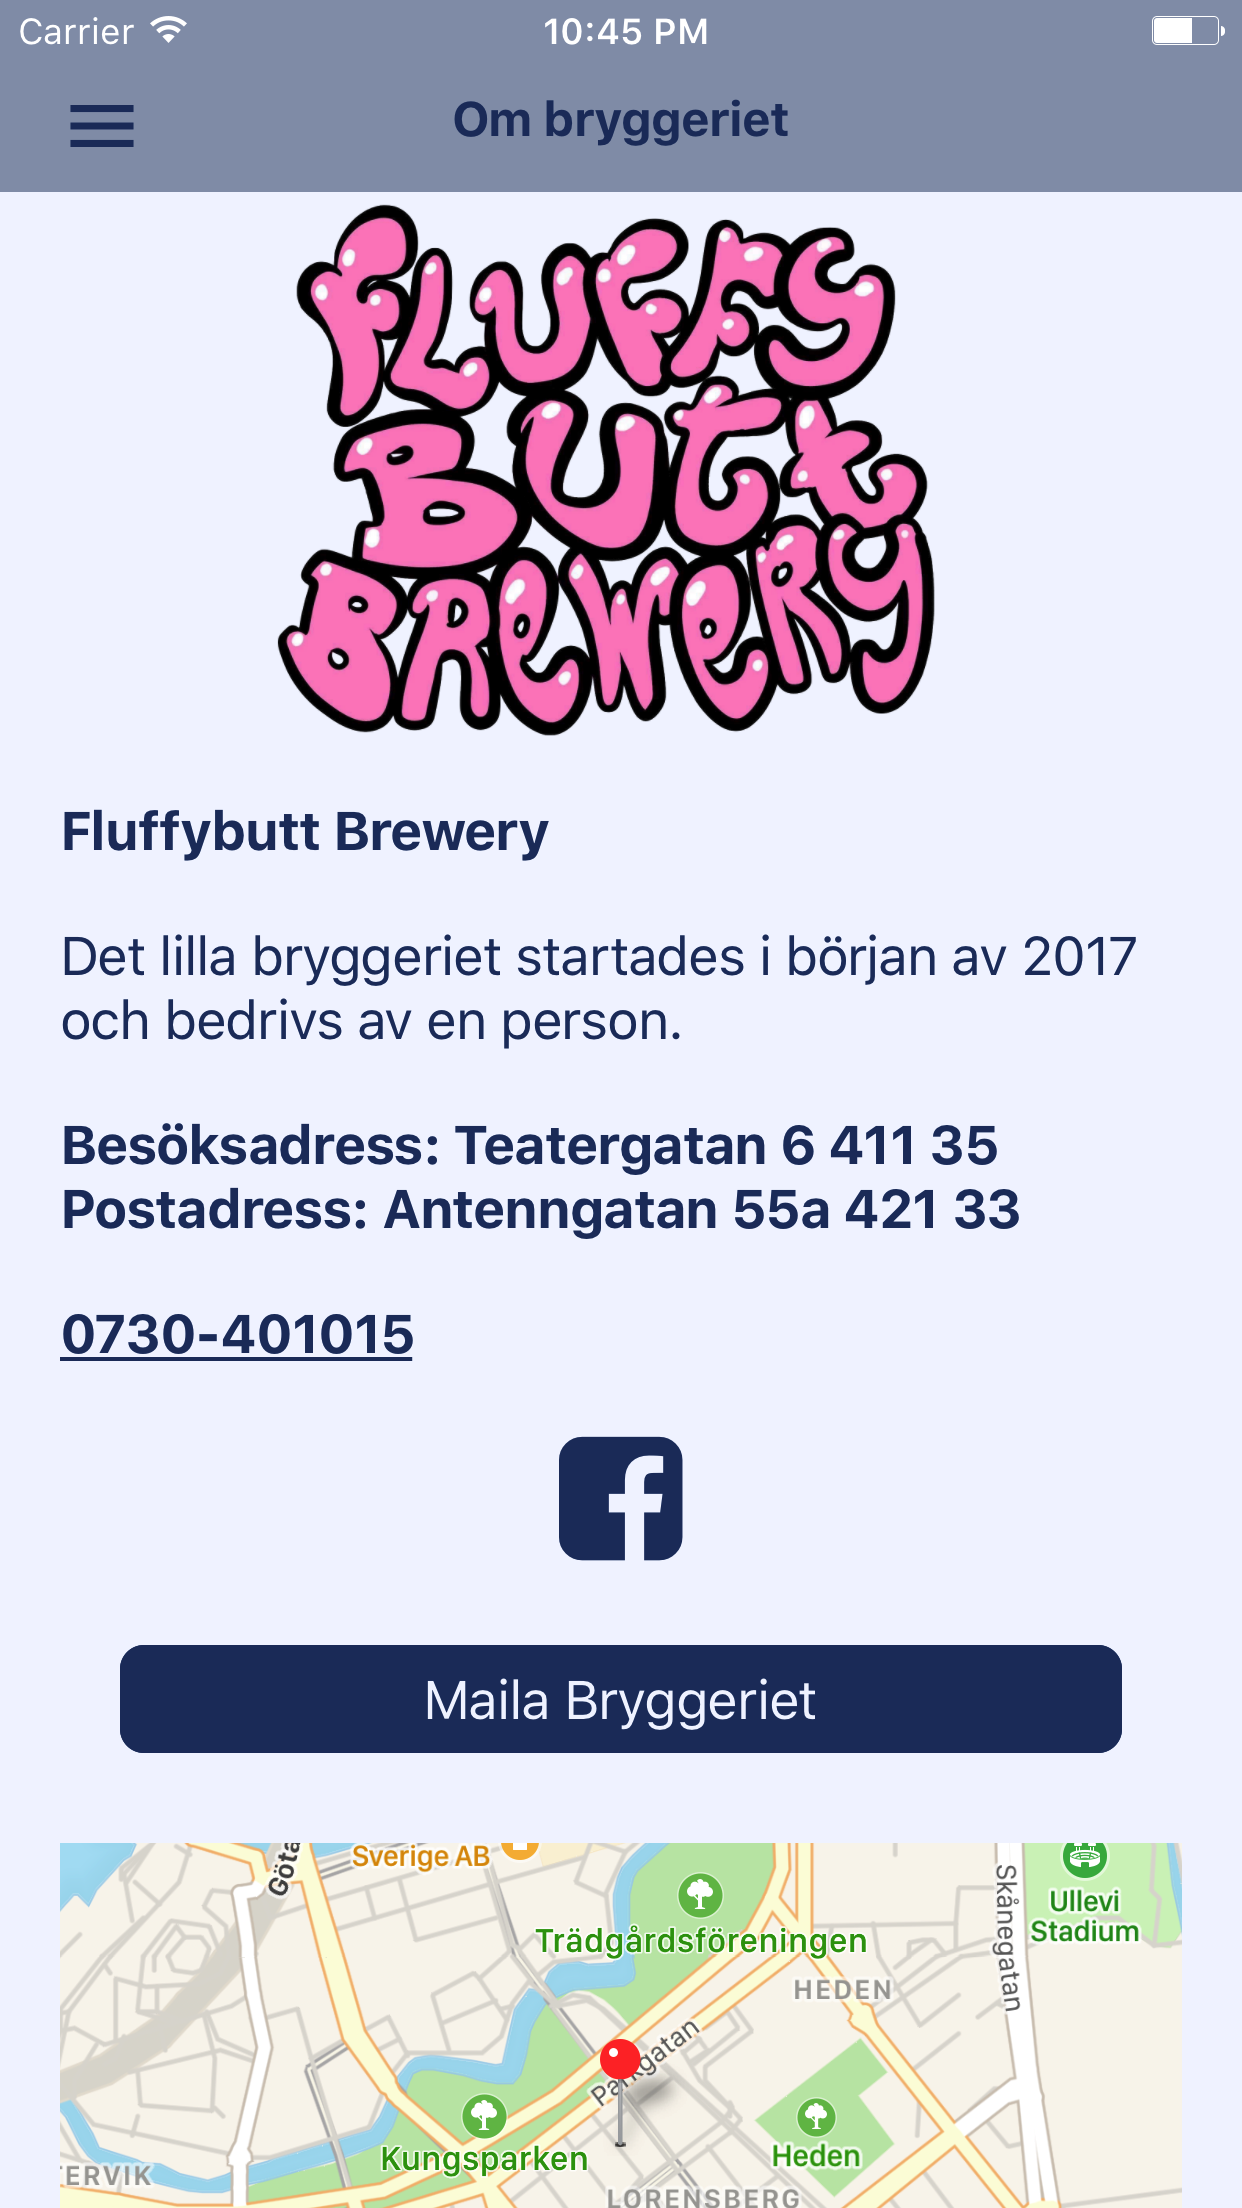 Carrier 10:45 PM
Om bryggeriet
FLUFFY
BUTT
BREWERY
Fluffybutt Brewery
Det lilla bryggeriet startades i början av 2017
och bedrivs av en person.
Besöksadress: Teatergatan 6 411 35
Postadress: Antenngatan 55a 421 33
0730-401015
Maila Bryggeriet
Göta
Sverige AB
Skånegatan
Ullevi
Stadium
Trädgårdsföreningen
HEDEN
Parkgatan
Kungsparken
Heden
TERVIK
LORENSBERG